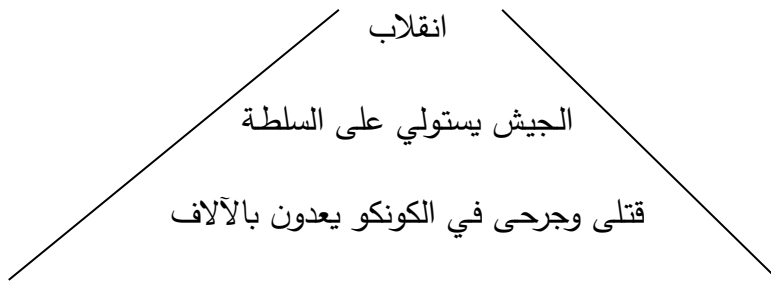 انقلاب
الجيش يستولي على السلطة
قتلى وجرحى في الكونكو يعدون بالآلاف